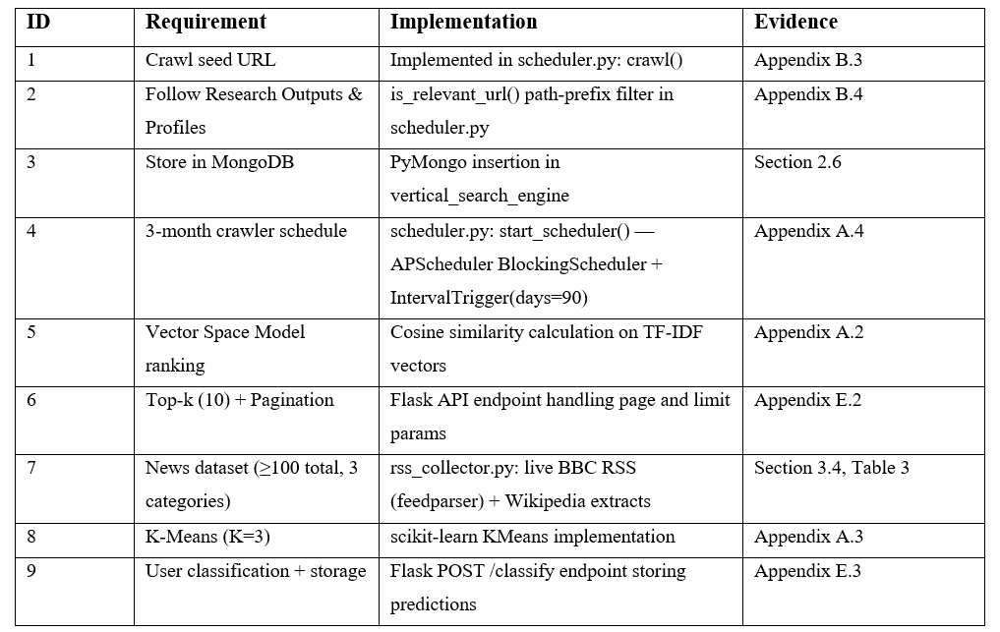 ID Requirement Implementation Evidence
1 Crawl seed URL Implemented in scheduler.py: crawl() Appendix B.3
2 Follow Research Outputs & is_relevant_url() path-prefix filter in Appendix B.4
Profiles scheduler.py
3 Store in MongoDB PyMongo insertion in Section 2.6
vertical_search_engine
4 3-month crawler schedule scheduler.py: start_scheduler() — Appendix A.4
APScheduler BlockingScheduler +
IntervalTrigger(days=90)
5 Vector Space Model Cosine similarity calculation on TF-IDF Appendix A.2
ranking vectors
6 Top-k (10) + Pagination Flask API endpoint handling page and limit Appendix E.2
params
7 News dataset (≥100 total, 3 rss_collector.py: live BBC RSS Section 3.4, Table 3
categories) (feedparser) + Wikipedia extracts
8 K-Means (K=3) scikit-learn KMeans implementation Appendix A.3
9 User classification + storage Flask POST /classify endpoint storing Appendix E.3
predictions